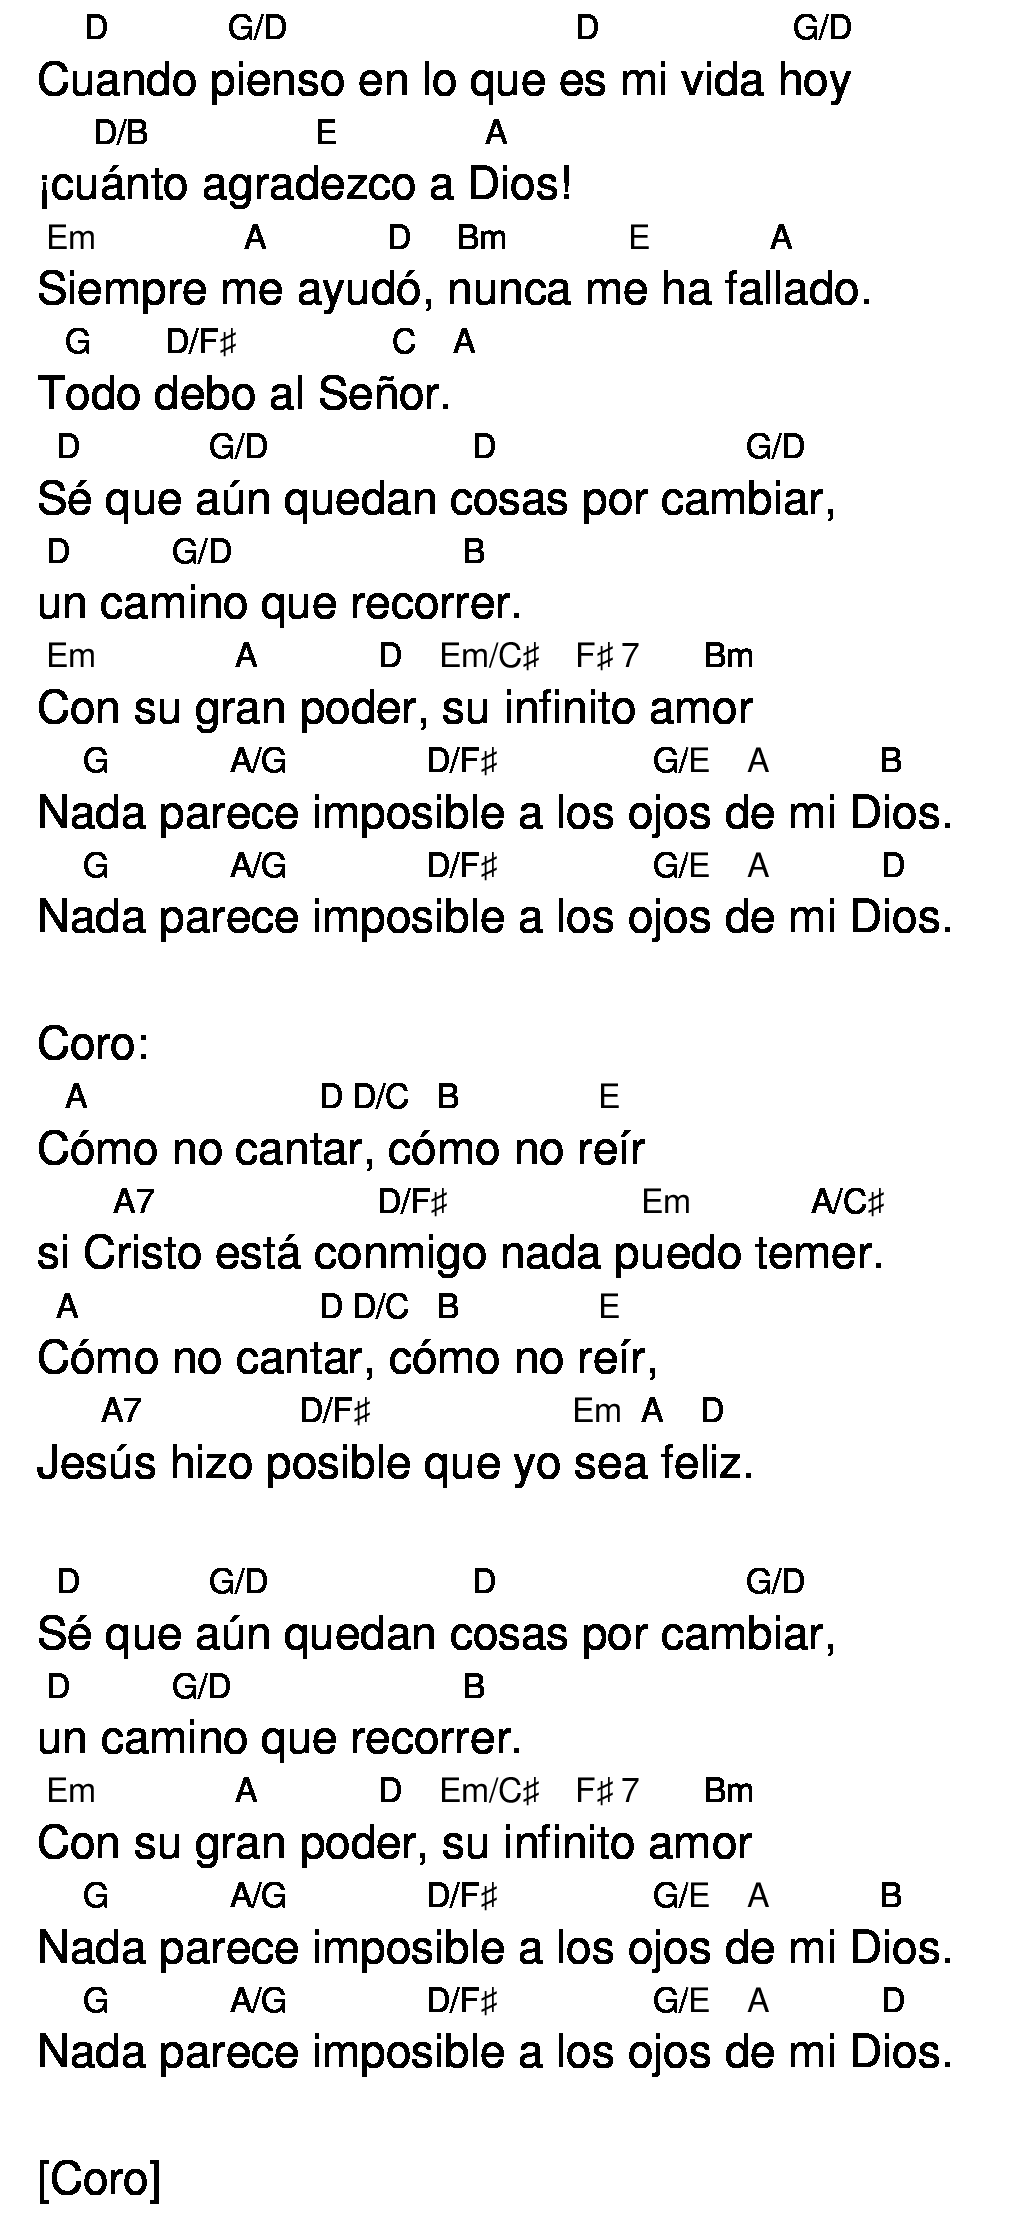 D G/D D G/D
Cuando pienso en lo que es mi vida hoy
D/B E A
¡cuánto agradezco a Dios!
Em A D Bm E A
Siempre me ayudó, nunca me ha fallado.
G D/F♯ C A
Todo debo al Señor.
D G/D D G/D
Sé que aún quedan cosas por cambiar,
D G/D B
un camino que recorrer.
Em A D Em/C♯ F♯ 7 Bm
Con su gran poder, su infinito amor
G A/G D/F♯ G/E A B
Nada parece imposible a los ojos de mi Dios.
G A/G D/F♯ G/E A D
Nada parece imposible a los ojos de mi Dios.
Coro:
A D D/C B E
Cómo no cantar, cómo no reír
A7 D/F♯ Em A/C♯
si Cristo está conmigo nada puedo temer.
A D D/C B E
Cómo no cantar, cómo no reír,
A7 D/F♯ Em A D
Jesús hizo posible que yo sea feliz.
D G/D D G/D
Sé que aún quedan cosas por cambiar,
D G/D B
un camino que recorrer.
Em A D Em/C♯ F♯ 7 Bm
Con su gran poder, su infinito amor
G A/G D/F♯ G/E A B
Nada parece imposible a los ojos de mi Dios.
G A/G D/F♯ G/E A D
Nada parece imposible a los ojos de mi Dios.
[Coro]